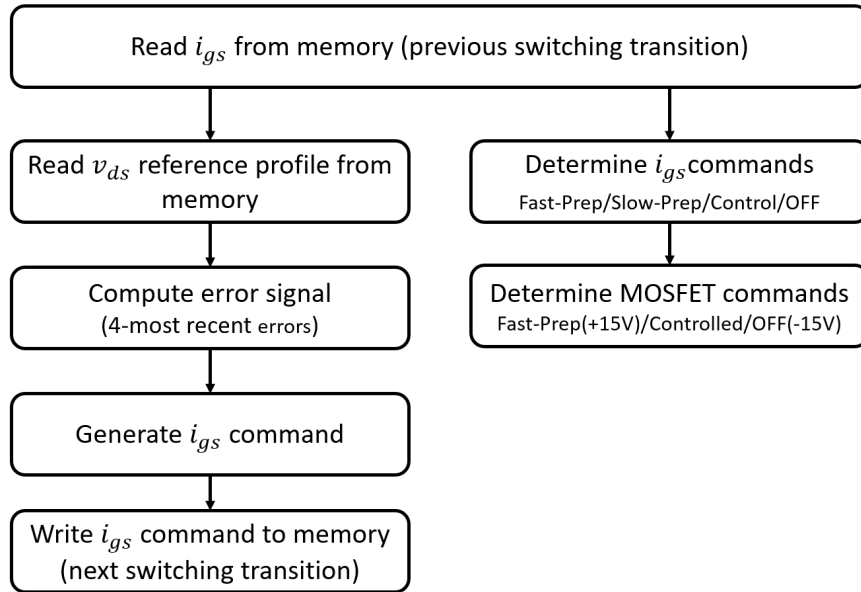 Read i_gs from memory (previous switching transition)
Read v_ds reference profile from
memory
Compute error signal
(4-most recent errors)
Generate i_gs command
Write i_gs command to memory
(next switching transition)
Determine i_gs commands
Fast-Prep/Slow-Prep/Control/OFF
Determine MOSFET commands
Fast-Prep(+15V)/Controlled/OFF(-15V)